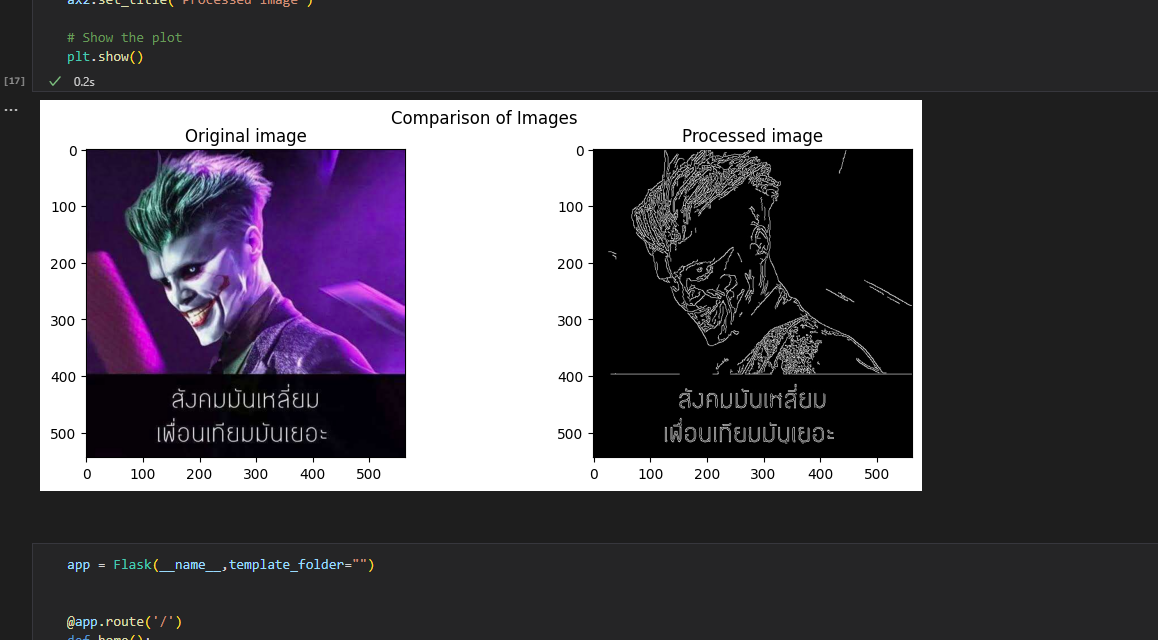 ax2.set_title("Processed image")
# Show the plot
plt.show()
[17]
0.2s
...
Comparison of Images
Original image
Processed image
0
100
200
300
400
500
สังคมมันเหลี่ยม
เพื่อนเทียมมันเยอะ
0 100 200 300 400 500
0
100
200
300
400
500
สังคมมันเหลี่ยม
เพื่อนเทียมมันเยอะ
0 100 200 300 400 500
app = Flask(__name__,template_folder="")
@app.route('/')
def home():